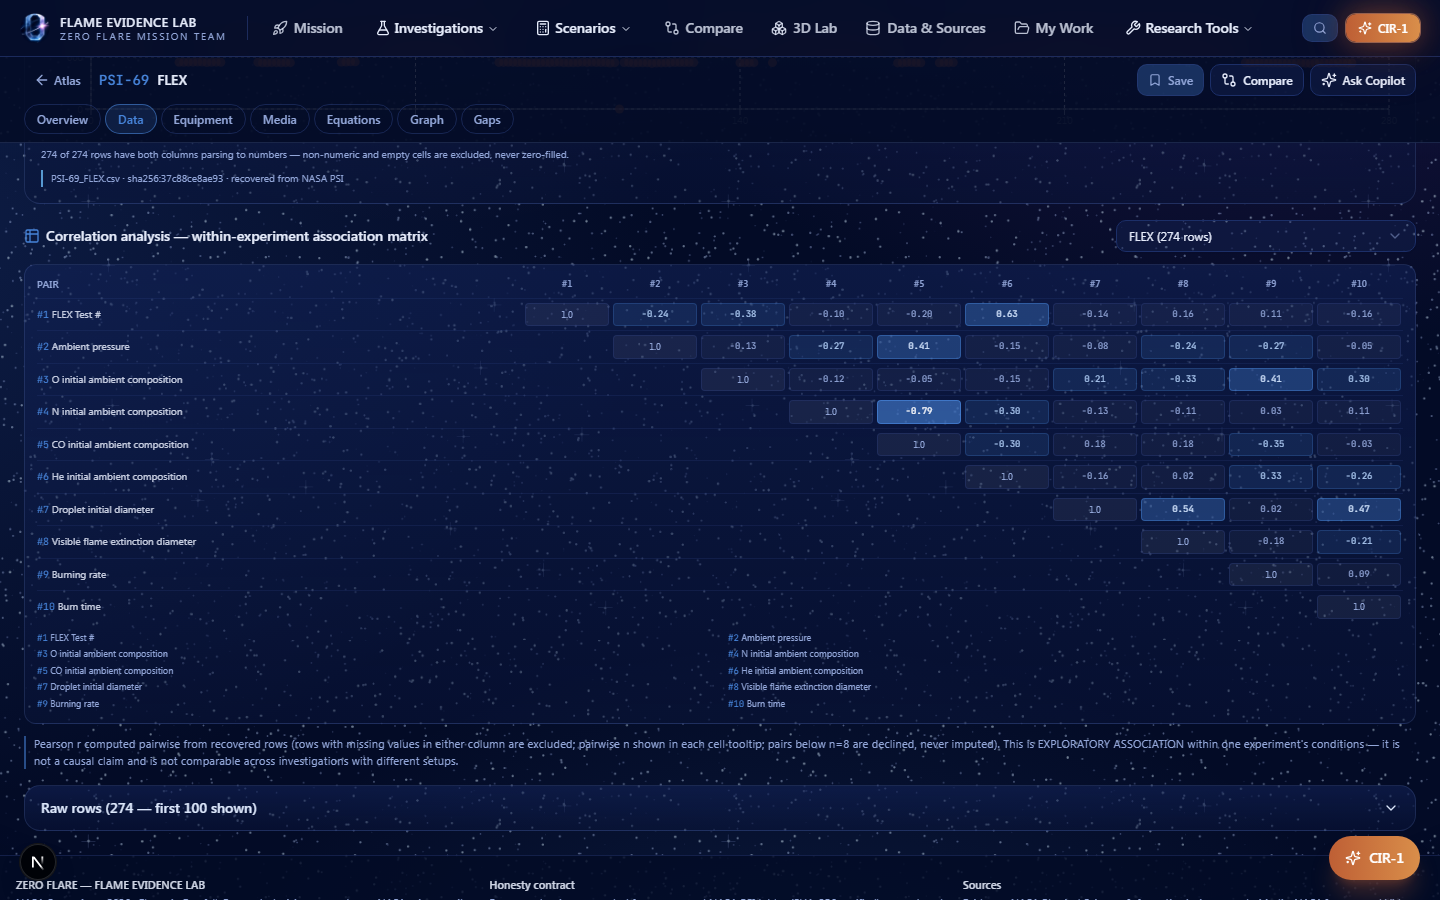 FLAME EVIDENCE LAB
ZERO FLARE MISSION TEAM
Mission
Investigations
Scenarios
Compare
3D Lab
Data & Sources
My Work
Research Tools
CIR-1
Atlas
PSI-69 FLEX
Save
Compare
Ask Copilot
Overview
Data
Equipment
Media
Equations
Graph
Gaps
274 of 274 rows have both columns parsing to numbers — non-numeric and empty cells are excluded, never zero-filled.
PSI-69_FLEX.csv · sha256:37c88ce8ae93 · recovered from NASA PSI
Correlation analysis — within-experiment association matrix
FLEX (274 rows)
PAIR #1 #2 #3 #4 #5 #6 #7 #8 #9 #10
#1 FLEX Test # 1.0 -0.24 -0.38 -0.10 -0.20 0.63 -0.14 0.16 0.11 -0.16
#2 Ambient pressure 1.0 -0.13 -0.27 0.41 -0.15 -0.08 -0.24 -0.27 -0.05
#3 O initial ambient composition 1.0 -0.12 -0.05 -0.15 0.21 -0.33 0.41 0.30
#4 N initial ambient composition 1.0 -0.79 -0.30 -0.13 -0.11 0.03 0.11
#5 CO initial ambient composition 1.0 -0.30 0.18 0.18 -0.35 -0.03
#6 He initial ambient composition 1.0 -0.16 0.02 0.33 -0.26
#7 Droplet initial diameter 1.0 0.54 0.02 0.47
#8 Visible flame extinction diameter 1.0 -0.18 -0.21
#9 Burning rate 1.0 0.09
#10 Burn time 1.0
#1 FLEX Test # #2 Ambient pressure
#3 O initial ambient composition #4 N initial ambient composition
#5 CO initial ambient composition #6 He initial ambient composition
#7 Droplet initial diameter #8 Visible flame extinction diameter
#9 Burning rate #10 Burn time
Pearson r computed pairwise from recovered rows (rows with missing values in either column are excluded; pairwise n shown in each cell tooltip; pairs below n=8 are declined, never imputed). This is EXPLORATORY ASSOCIATION within one experiment's conditions — it is
not a causal claim and is not comparable across investigations with different setups.
Raw rows (274 — first 100 shown)
N
CIR-1
ZERO FLARE — FLAME EVIDENCE LAB
Honesty contract
Sources